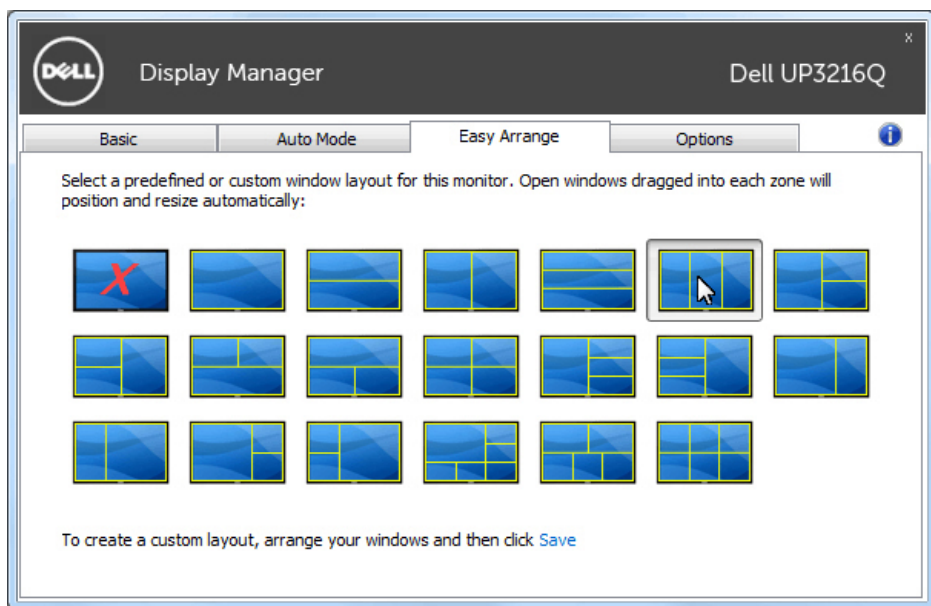 x
DELL
Display Manager
Dell UP3216Q
Basic
Auto Mode
Easy Arrange
Options
i
Select a predefined or custom window layout for this monitor. Open windows dragged into each zone will
position and resize automatically:
X
To create a custom layout, arrange your windows and then click Save